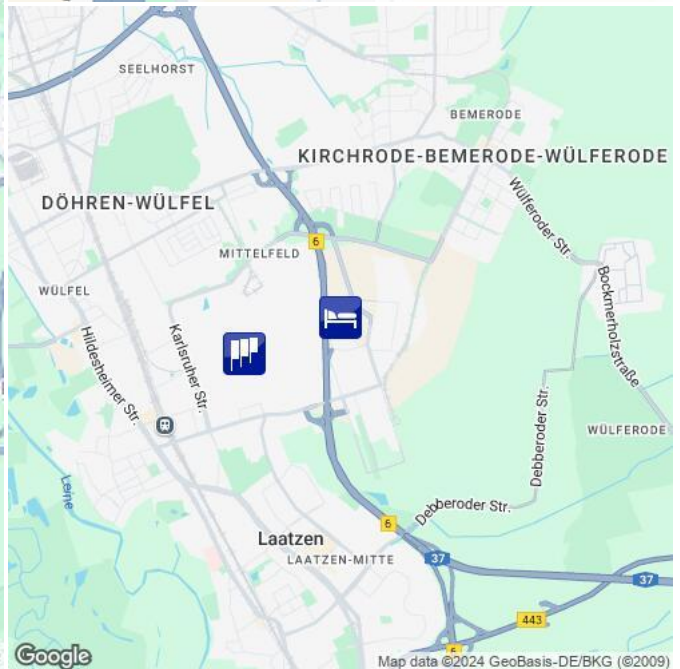 SEELHORST
BEMERODE
KIRCHRODE-BEMERODE-WÜLFERODE
DÖHREN-WÜLFEL
Wülferoder Str.
6
MITTELFELD
WÜLFEL
Bockmerholzstraße
Hildesheimer Str.
Karlsruher Str.
Debberoder Str.
WÜLFERODE
Leine
Debberoder Str.
6
Laatzen
LAATZEN-MITTE
37
37
443
6
Google
Map data ©2024 GeoBasis-DE/BKG (©2009)